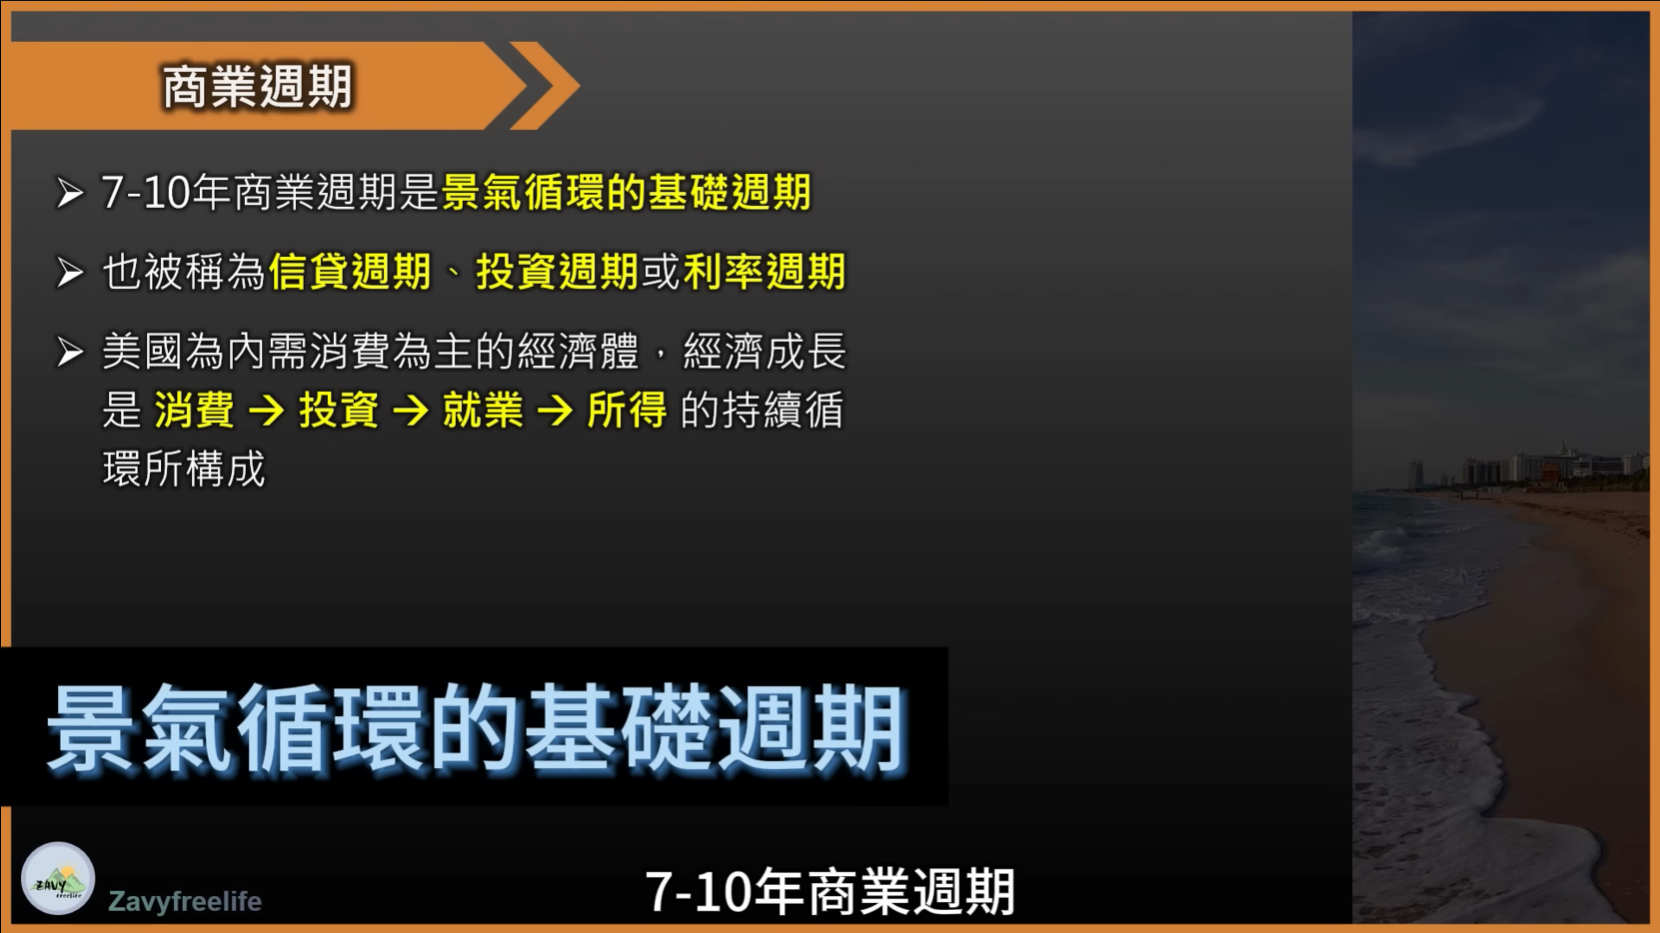 商業週期
➢ 7-10年商業週期是景氣循環的基礎週期
➢ 也被稱為信貸週期、投資週期或利率週期
➢ 美國為內需消費為主的經濟體，經濟成長
是 消費 → 投資 → 就業 → 所得 的持續循
環所構成
景氣循環的基礎週期
ZAVY
freelife
Zavyfreelife
7-10年商業週期